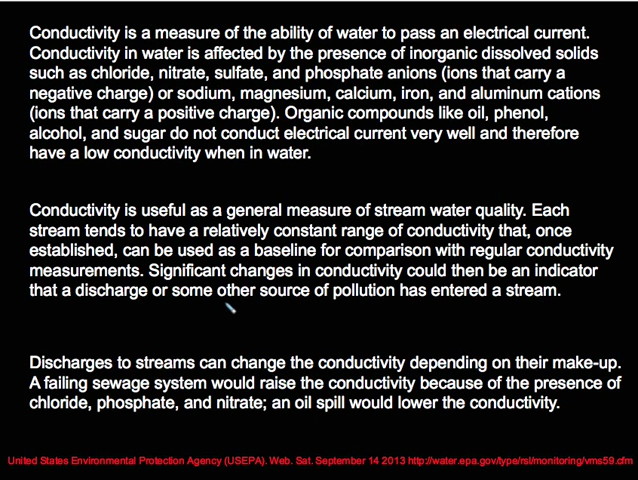 Conductivity is a measure of the ability of water to pass an electrical current.
Conductivity in water is affected by the presence of inorganic dissolved solids
such as chloride, nitrate, sulfate, and phosphate anions (ions that carry a
negative charge) or sodium, magnesium, calcium, iron, and aluminum cations
(ions that carry a positive charge). Organic compounds like oil, phenol,
alcohol, and sugar do not conduct electrical current very well and therefore
have a low conductivity when in water.
Conductivity is useful as a general measure of stream water quality. Each
stream tends to have a relatively constant range of conductivity that, once
established, can be used as a baseline for comparison with regular conductivity
measurements. Significant changes in conductivity could then be an indicator
that a discharge or some other source of pollution has entered a stream.
Discharges to streams can change the conductivity depending on their make-up.
A failing sewage system would raise the conductivity because of the presence of
chloride, phosphate, and nitrate; an oil spill would lower the conductivity.
United States Environmental Protection Agency (USEPA). Web. Sat. September 14 2013 http://water.epa.gov/type/rsl/monitoring/vms59.cfm